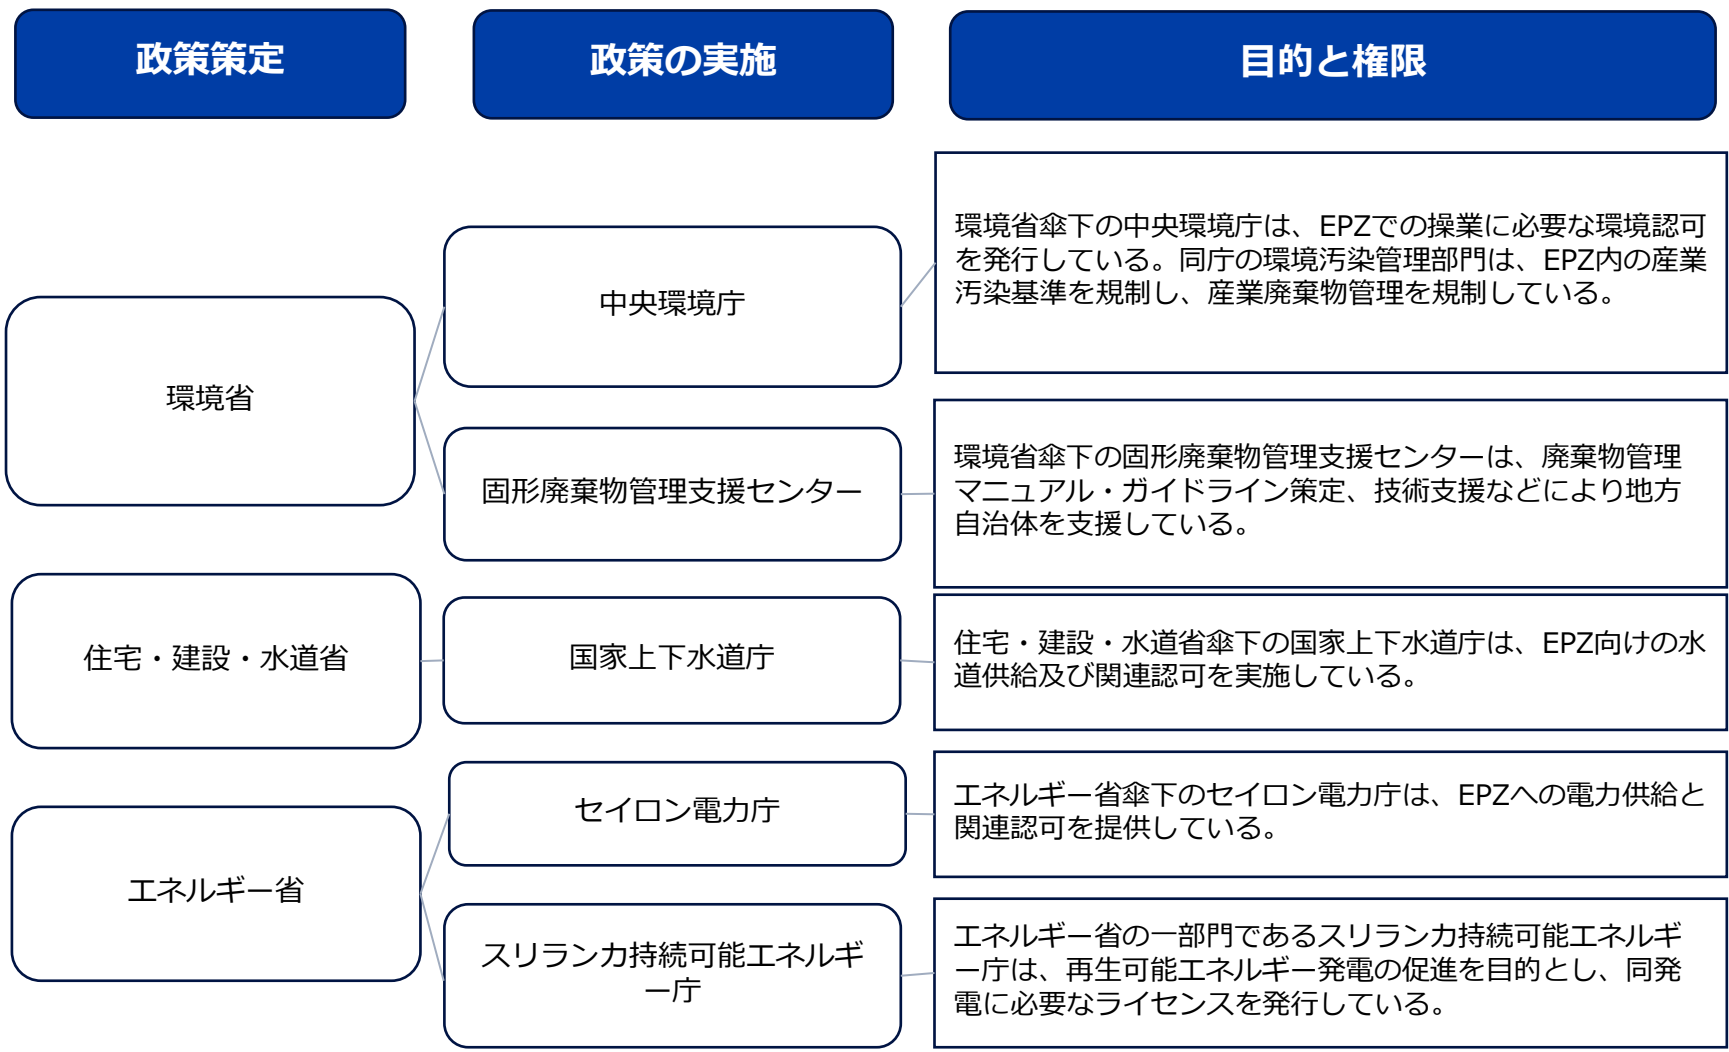 政策策定
政策の実施
目的と権限
環境省
中央環境庁
環境省傘下の中央環境庁は、EPZでの操業に必要な環境認可
を発行している。同庁の環境汚染管理部門は、EPZ内の産業
汚染基準を規制し、産業廃棄物管理を規制している。
固形廃棄物管理支援センター
環境省傘下の固形廃棄物管理支援センターは、廃棄物管理
マニュアル・ガイドライン策定、技術支援などにより地方
自治体を支援している。
住宅・建設・水道省
国家上下水道庁
住宅・建設・水道省傘下の国家上下水道庁は、EPZ向けの水
道供給及び関連認可を実施している。
エネルギー省
セイロン電力庁
エネルギー省傘下のセイロン電力庁は、EPZへの電力供給と
関連認可を提供している。
スリランカ持続可能エネルギ
ー庁
エネルギー省の一部門であるスリランカ持続可能エネルギ
ー庁は、再生可能エネルギー発電の促進を目的とし、同発
電に必要なライセンスを発行している。